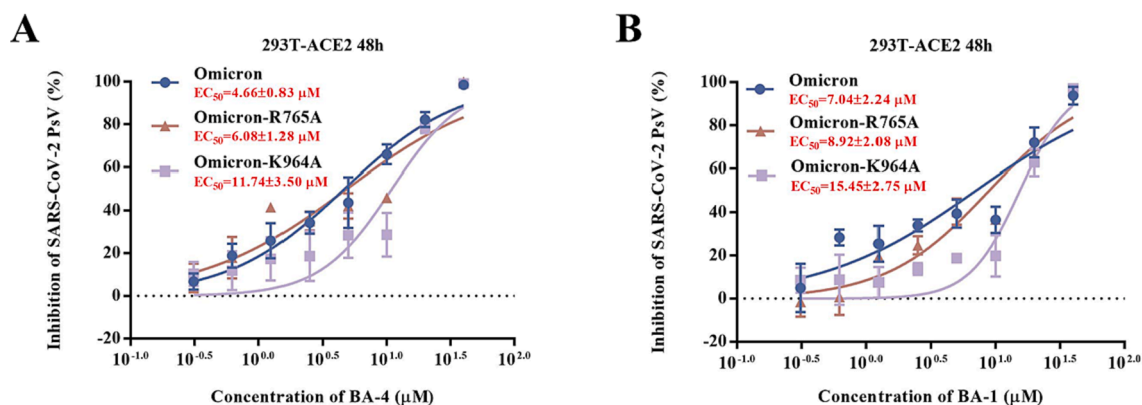 A
293T-ACE2 48h
Inhibition of SARS-CoV-2 PsV (%)
100
80
60
40
20
0
-20
Omicron
EC50=4.66±0.83 μM
Omicron-R765A
EC50=6.08±1.28 μM
Omicron-K964A
EC50=11.74±3.50 μM
10-1.0 10-0.5 100.0 100.5 101.0 101.5 102.0
Concentration of BA-4 (μM)
B
293T-ACE2 48h
Inhibition of SARS-CoV-2 PsV (%)
100
80
60
40
20
0
-20
Omicron
EC50=7.04±2.24 μM
Omicron-R765A
EC50=8.92±2.08 μM
Omicron-K964A
EC50=15.45±2.75 μM
10-1.0 10-0.5 100.0 100.5 101.0 101.5 102.0
Concentration of BA-1 (μM)